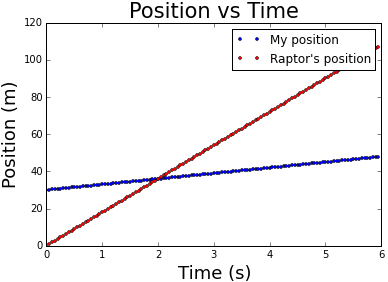 Position vs Time
120
100
80
60
40
20
0
Position (m)
My position
Raptor's position
0 1 2 3 4 5 6
Time (s)